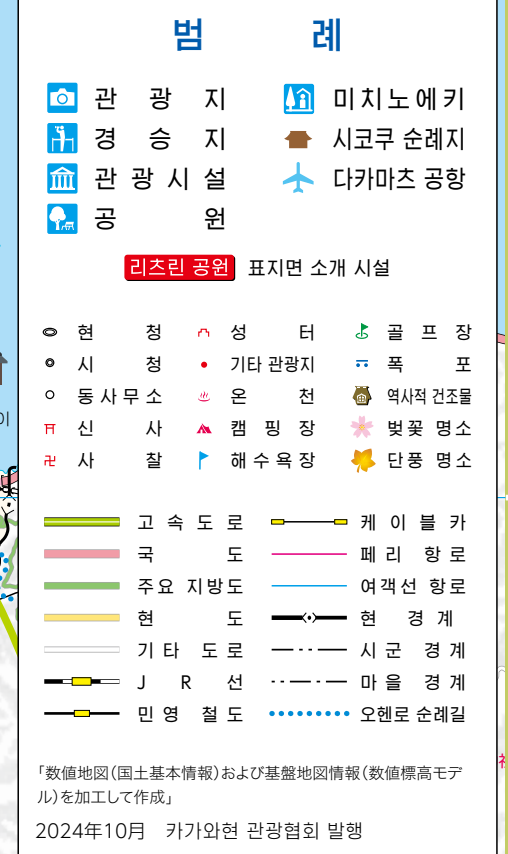 범 례
관 광 지 미치노에키
경 승 지 시코쿠 순례지
관 광 시 설 다카마츠 공항
공 원
리츠린 공원 표지면 소개 시설
현 청 성 터 골 프 장
시 청 기타 관광지 폭 포
동 사 무 소 온 천 역사적 건조물
신 사 캠 핑 장 벚꽃 명소
사 찰 해 수 욕 장 단풍 명소
고 속 도 로 케 이 블 카
국 도 페리 항로
주요 지방도 여객선 항로
현 도 현 경 계
기타 도로 시군 경계
J R 선 마을 경계
민영 철도 오헨로 순례길
「数値地図(国土基本情報)および基盤地図情報(数値標高モデ
ル)を加工して作成」
2024年10月 카가와현 관광협회 발행